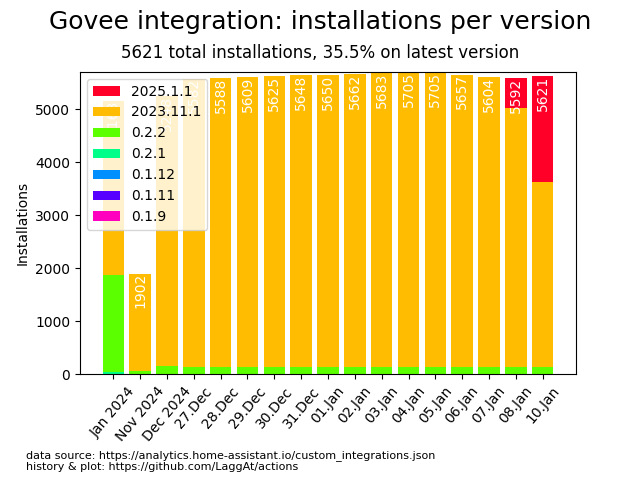 Govee integration: installations per version
5621 total installations, 35.5% on latest version
Installations
5000
4000
3000
2000
1000
0
2025.1.1
2023.11.1
0.2.2
0.2.1
0.1.12
0.1.11
0.1.9
1902
5588
5609
5625
5648
5650
5662
5683
5705
5705
5657
5604
5592
5621
Jan 2024
Nov 2024
Dec 2024
27.Dec
28.Dec
29.Dec
30.Dec
31.Dec
01.Jan
02.Jan
03.Jan
04.Jan
05.Jan
06.Jan
07.Jan
08.Jan
10.Jan
data source: https://analytics.home-assistant.io/custom_integrations.json
history & plot: https://github.com/LaggAt/actions